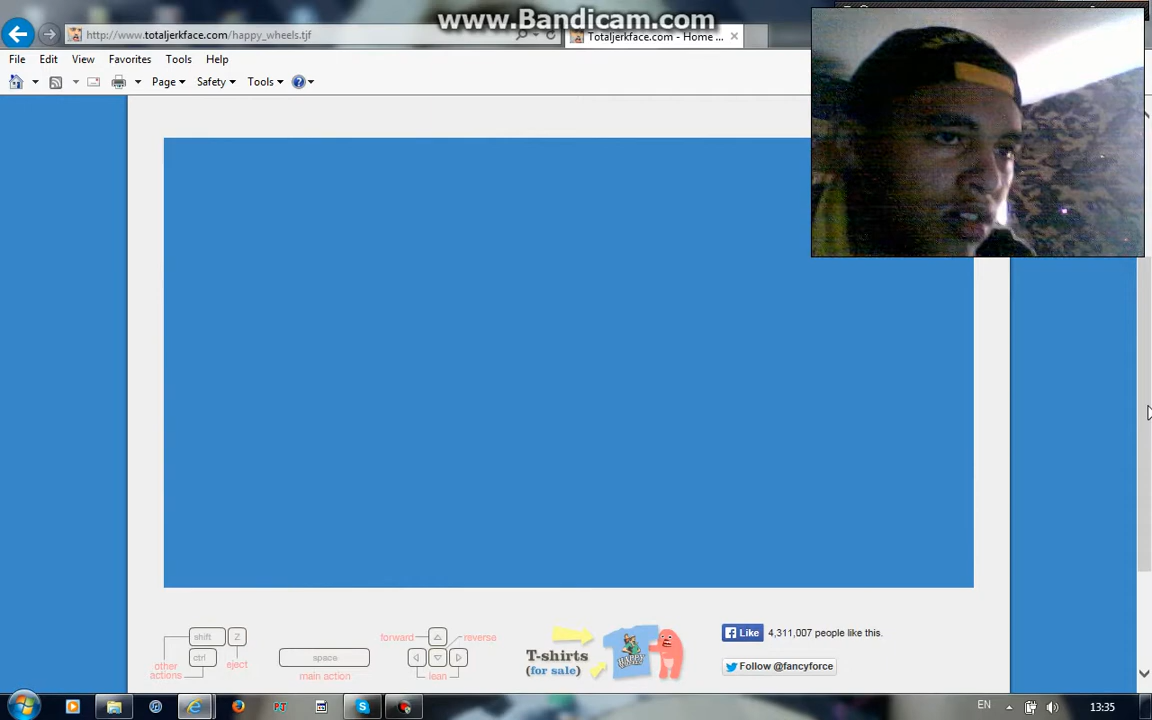 www.Bandicam.com
http://www.totaljerkface.com/happy_wheels.tjf
Totaljerkface.com - Home ...
File Edit View Favorites Tools Help
Page Safety Tools
shift Z
ctrl
other actions
eject
space
main action
forward
reverse
lean
T-shirts
(for sale)
HAPPY
Like 4,311,007 people like this.
Follow @fancyforce
EN 13:35